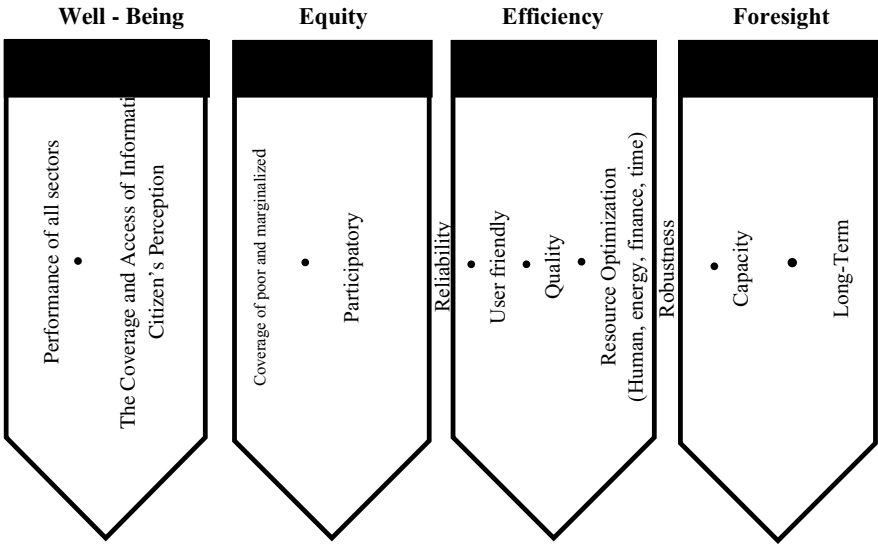 Well - Being
Equity
Efficiency
Foresight
Performance of all sectors
•
The Coverage and Access of Informati
Citizen's Perception
Coverage of poor and marginalized
•
Participatory
Reliability
•
User friendly
•
Quality
•
Resource Optimization
(Human, energy, finance, time)
Robustness
•
Capacity
•
Long-Term